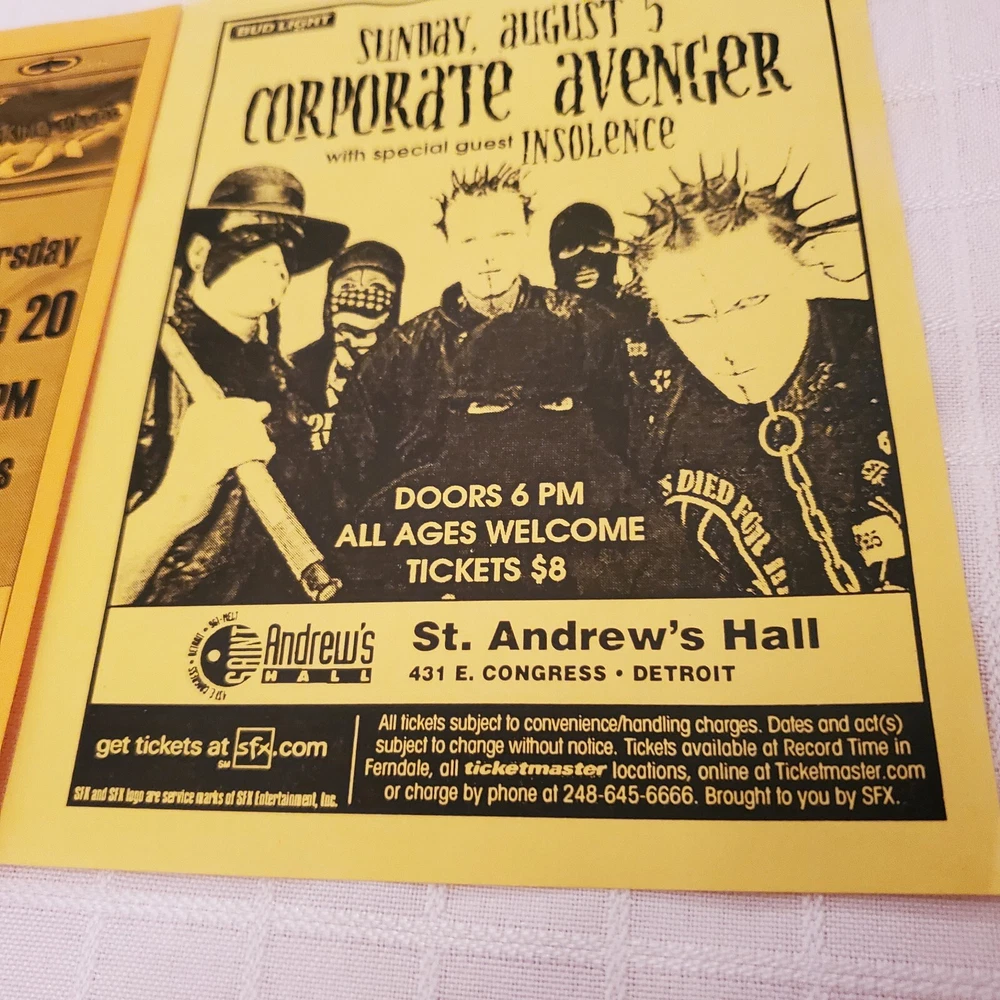 BUD LIGHT
SUNDAY, AUGUST 5
CORPORATE AVENGER
with special guest INSOLENCE
rsday
20
PM
S DIED FOR
DOORS 6 PM
ALL AGES WELCOME
TICKETS $8
SAINT
Andrew's
HALL
St. Andrew's Hall
431 E. CONGRESS • DETROIT
get tickets at sfx.com
SM
SFX and SFX logo are service marks of SFX Entertainment, Inc.
All tickets subject to convenience/handling charges. Dates and act(s)
subject to change without notice. Tickets available at Record Time in
Ferndale, all ticketmaster locations, online at Ticketmaster.com
or charge by phone at 248-645-6666. Brought to you by SFX.